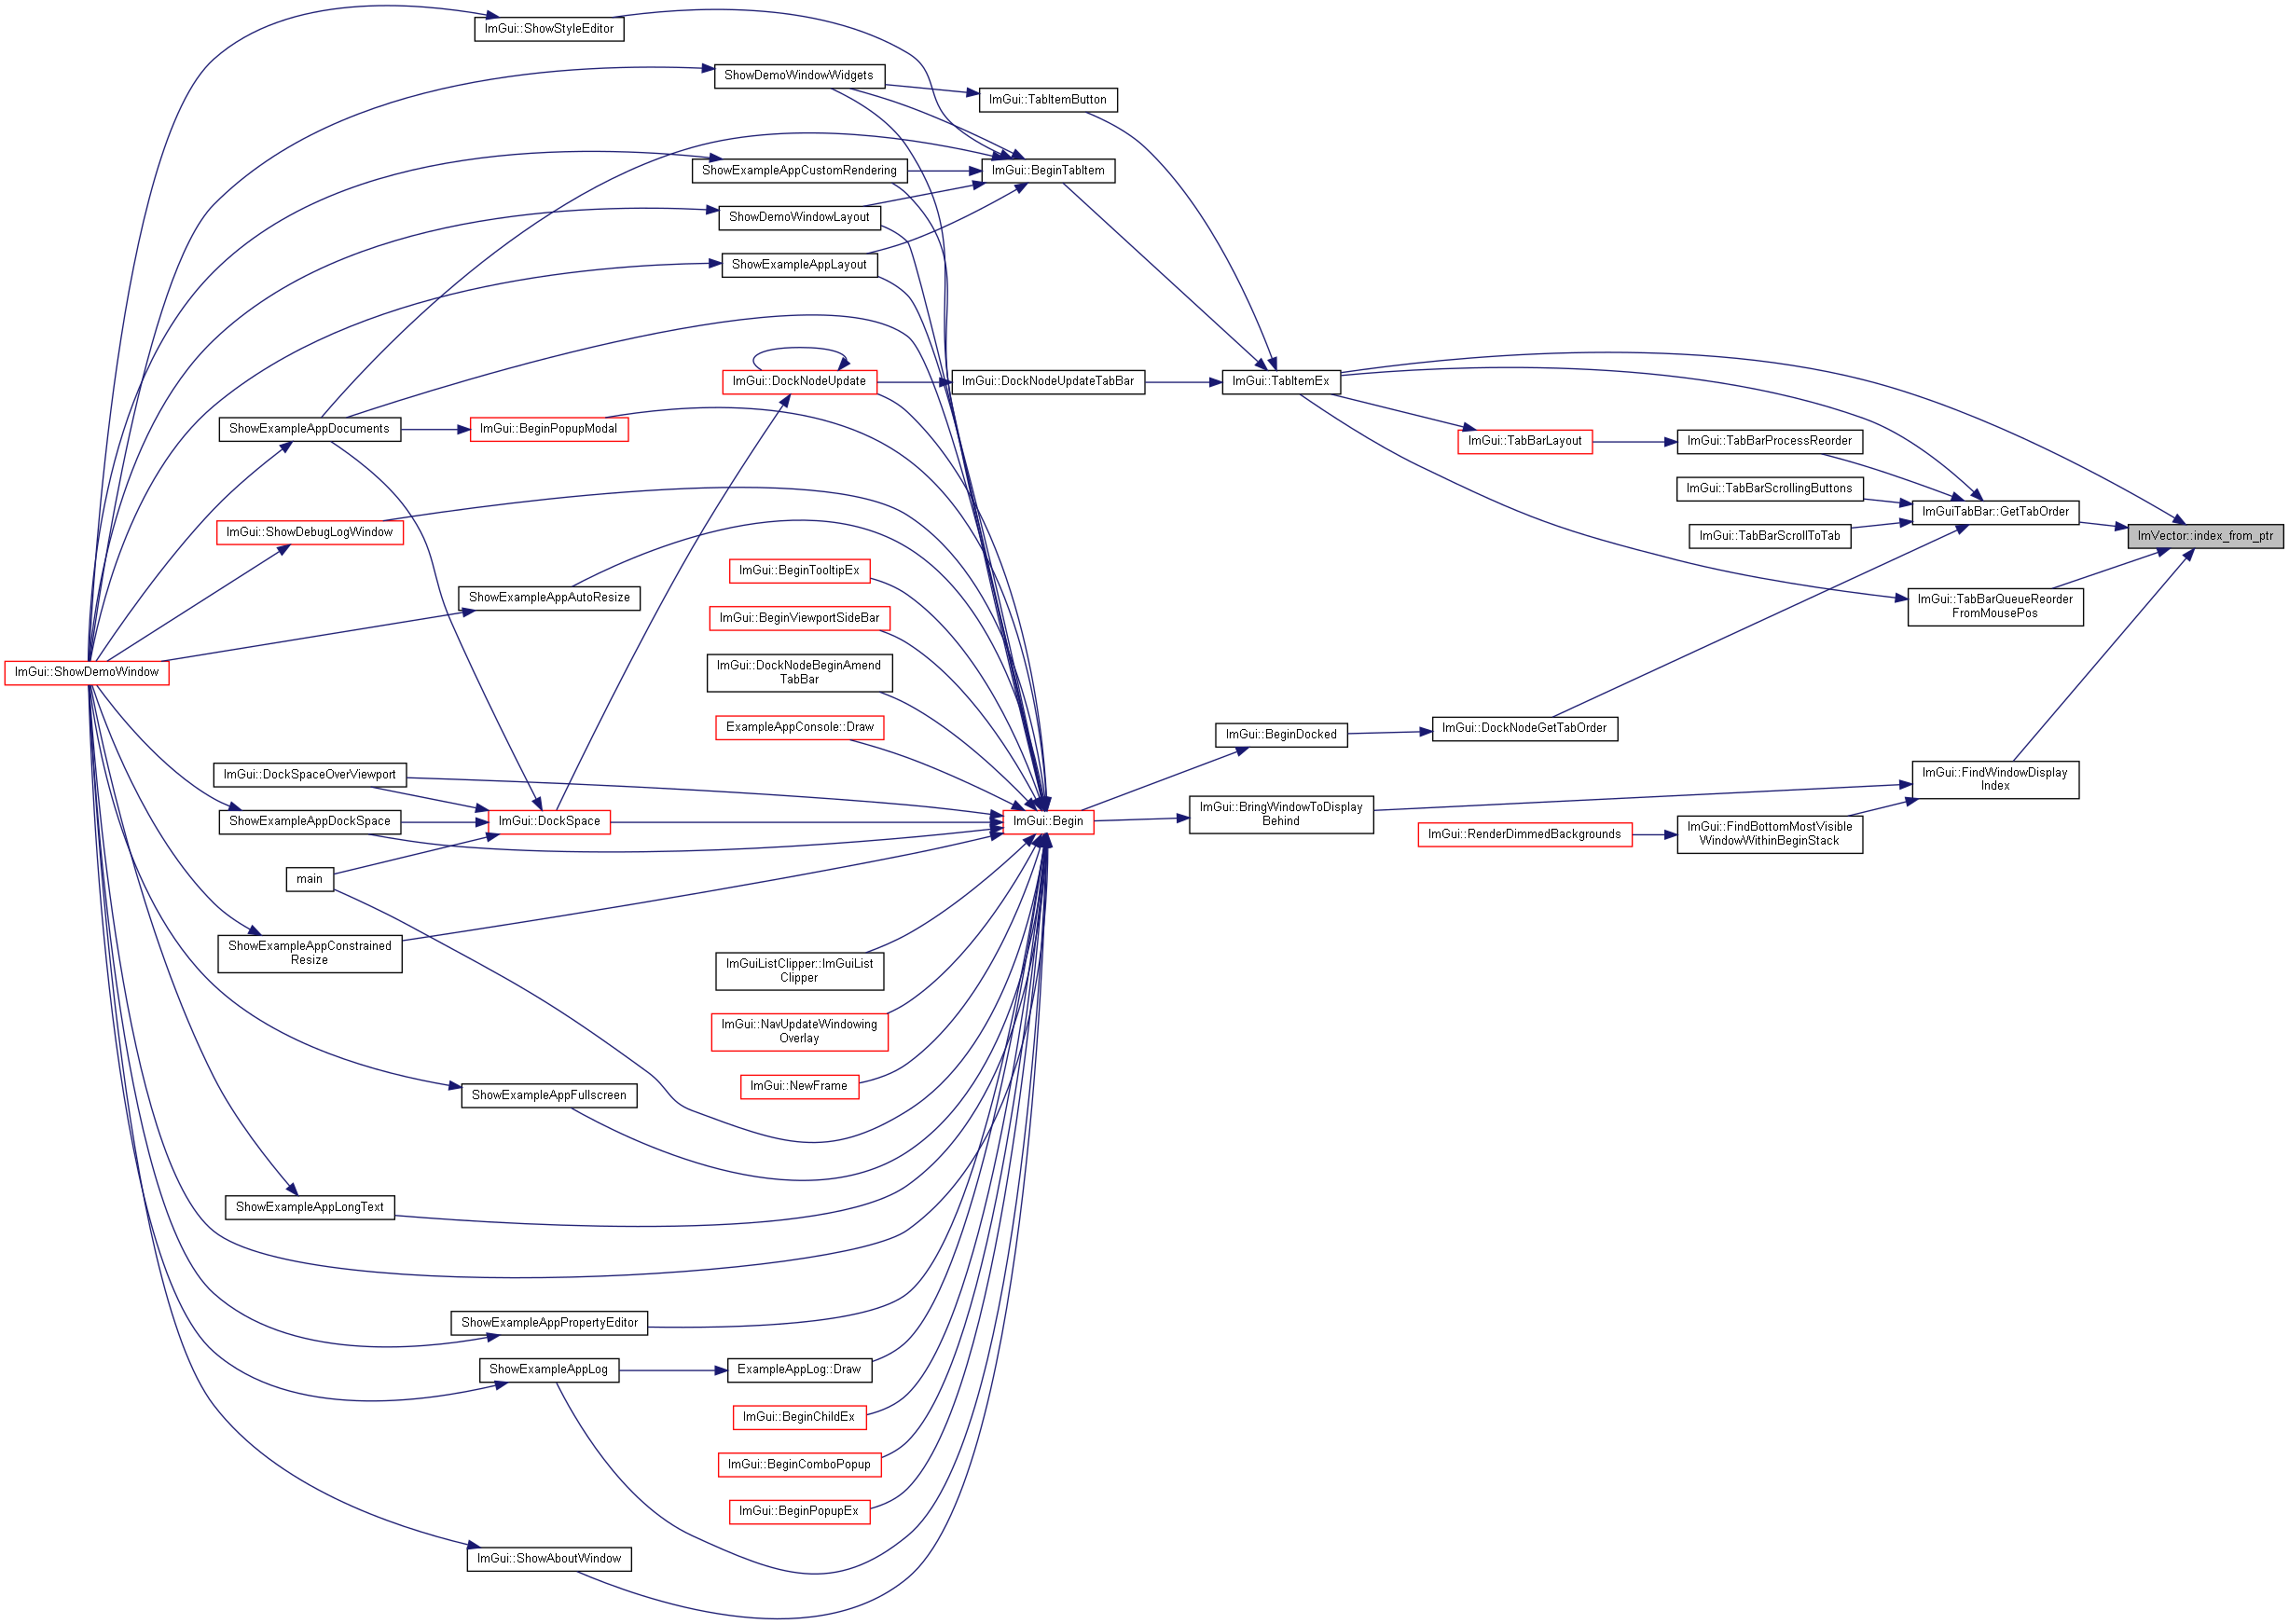 ImGui::ShowStyleEditor
ShowDemoWindowWidgets
ImGui::TabItemButton
ShowExampleAppCustomRendering
ImGui::BeginTabItem
ShowDemoWindowLayout
ShowExampleAppLayout
ImGui::DockNodeUpdate
ImGui::DockNodeUpdateTabBar
ImGui::TabItemEx
ShowExampleAppDocuments
ImGui::BeginPopupModal
ImGui::TabBarLayout
ImGui::TabBarProcessReorder
ImGui::TabBarScrollingButtons
ImGuiTabBar::GetTabOrder
ImGui::ShowDebugLogWindow
ImGui::TabBarScrollToTab
ImVector::index_from_ptr
ImGui::BeginTooltipEx
ShowExampleAppAutoResize
ImGui::TabBarQueueReorder
FromMousePos
ImGui::BeginViewportSideBar
ImGui::ShowDemoWindow
ImGui::DockNodeBeginAmend
TabBar
ExampleAppConsole::Draw
ImGui::BeginDocked
ImGui::DockNodeGetTabOrder
ImGui::DockSpaceOverViewport
ImGui::FindWindowDisplay
Index
ShowExampleAppDockSpace
ImGui::DockSpace
ImGui::Begin
ImGui::BringWindowToDisplay
Behind
ImGui::RenderDimmedBackgrounds
ImGui::FindBottomMostVisible
WindowWithinBeginStack
main
ShowExampleAppConstrained
Resize
ImGuiListClipper::ImGuiList
Clipper
ImGui::NavUpdateWindowing
Overlay
ImGui::NewFrame
ShowExampleAppFullscreen
ShowExampleAppLongText
ShowExampleAppPropertyEditor
ShowExampleAppLog
ExampleAppLog::Draw
ImGui::BeginChildEx
ImGui::BeginComboPopup
ImGui::BeginPopupEx
ImGui::ShowAboutWindow